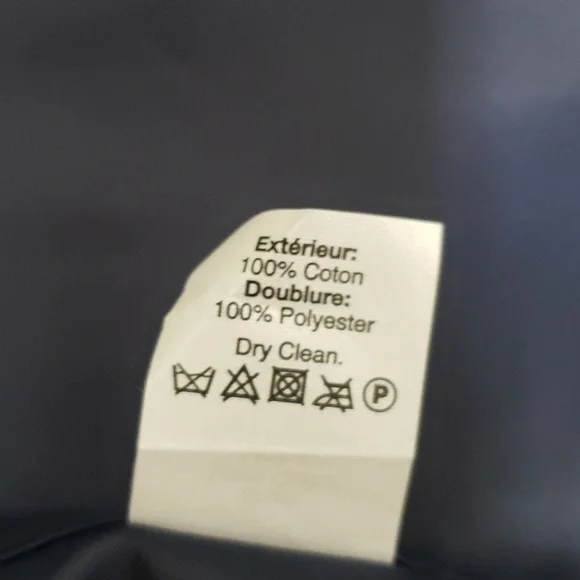 Extérieur:
100% Coton
Doublure:
100% Polyester
Dry Clean.
P